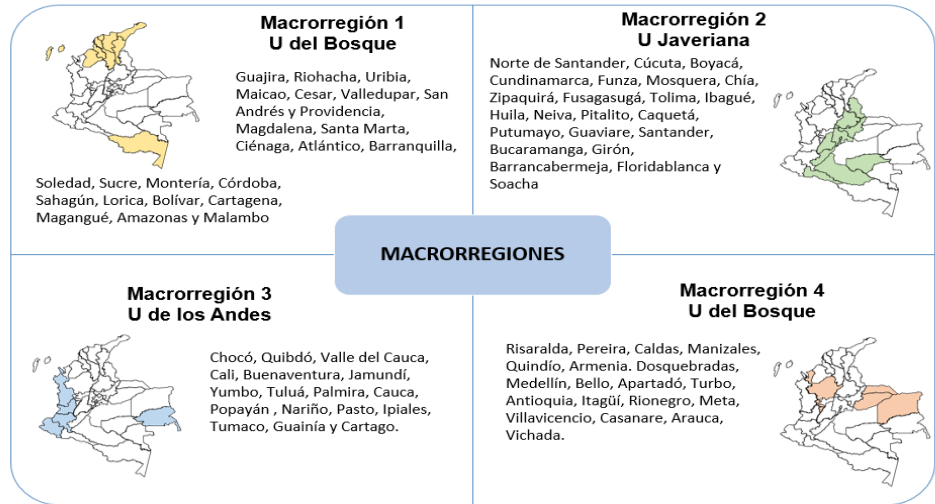 Macrorregión 1
U del Bosque
Guajira, Riohacha, Uribia,
Maicao, Cesar, Valledupar, San
Andrés y Providencia,
Magdalena, Santa Marta,
Ciénaga, Atlántico, Barranquilla,
Soledad, Sucre, Montería, Córdoba,
Sahagún, Lorica, Bolívar, Cartagena,
Magangué, Amazonas y Malambo
Macrorregión 2
U Javeriana
Norte de Santander, Cúcuta, Boyacá,
Cundinamarca, Funza, Mosquera, Chía,
Zipaquirá, Fusagasugá, Tolima, Ibagué,
Huila, Neiva, Pitalito, Caquetá,
Putumayo, Guaviare, Santander,
Bucaramanga, Girón,
Barrancabermeja, Floridablanca y
Soacha
MACRORREGIONES
Macrorregión 3
U de los Andes
Chocó, Quibdó, Valle del Cauca,
Cali, Buenaventura, Jamundí,
Yumbo, Tuluá, Palmira, Cauca,
Popayán , Nariño, Pasto, Ipiales,
Tumaco, Guainía y Cartago.
Macrorregión 4
U del Bosque
Risaralda, Pereira, Caldas, Manizales,
Quindío, Armenia. Dosquebradas,
Medellín, Bello, Apartadó, Turbo,
Antioquia, Itagüí, Rionegro, Meta,
Villavicencio, Casanare, Arauca,
Vichada.